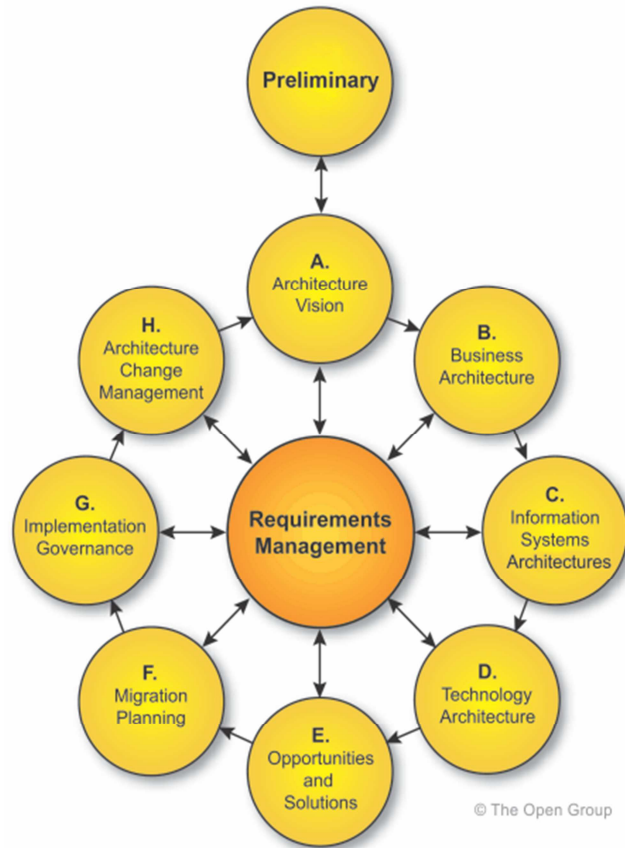 Preliminary
A.
Architecture
Vision
B.
Business
Architecture
C.
Information
Systems
Architectures
D.
Technology
Architecture
E.
Opportunities
and
Solutions
F.
Migration
Planning
G.
Implementation
Governance
H.
Architecture
Change
Management
Requirements
Management
© The Open Group